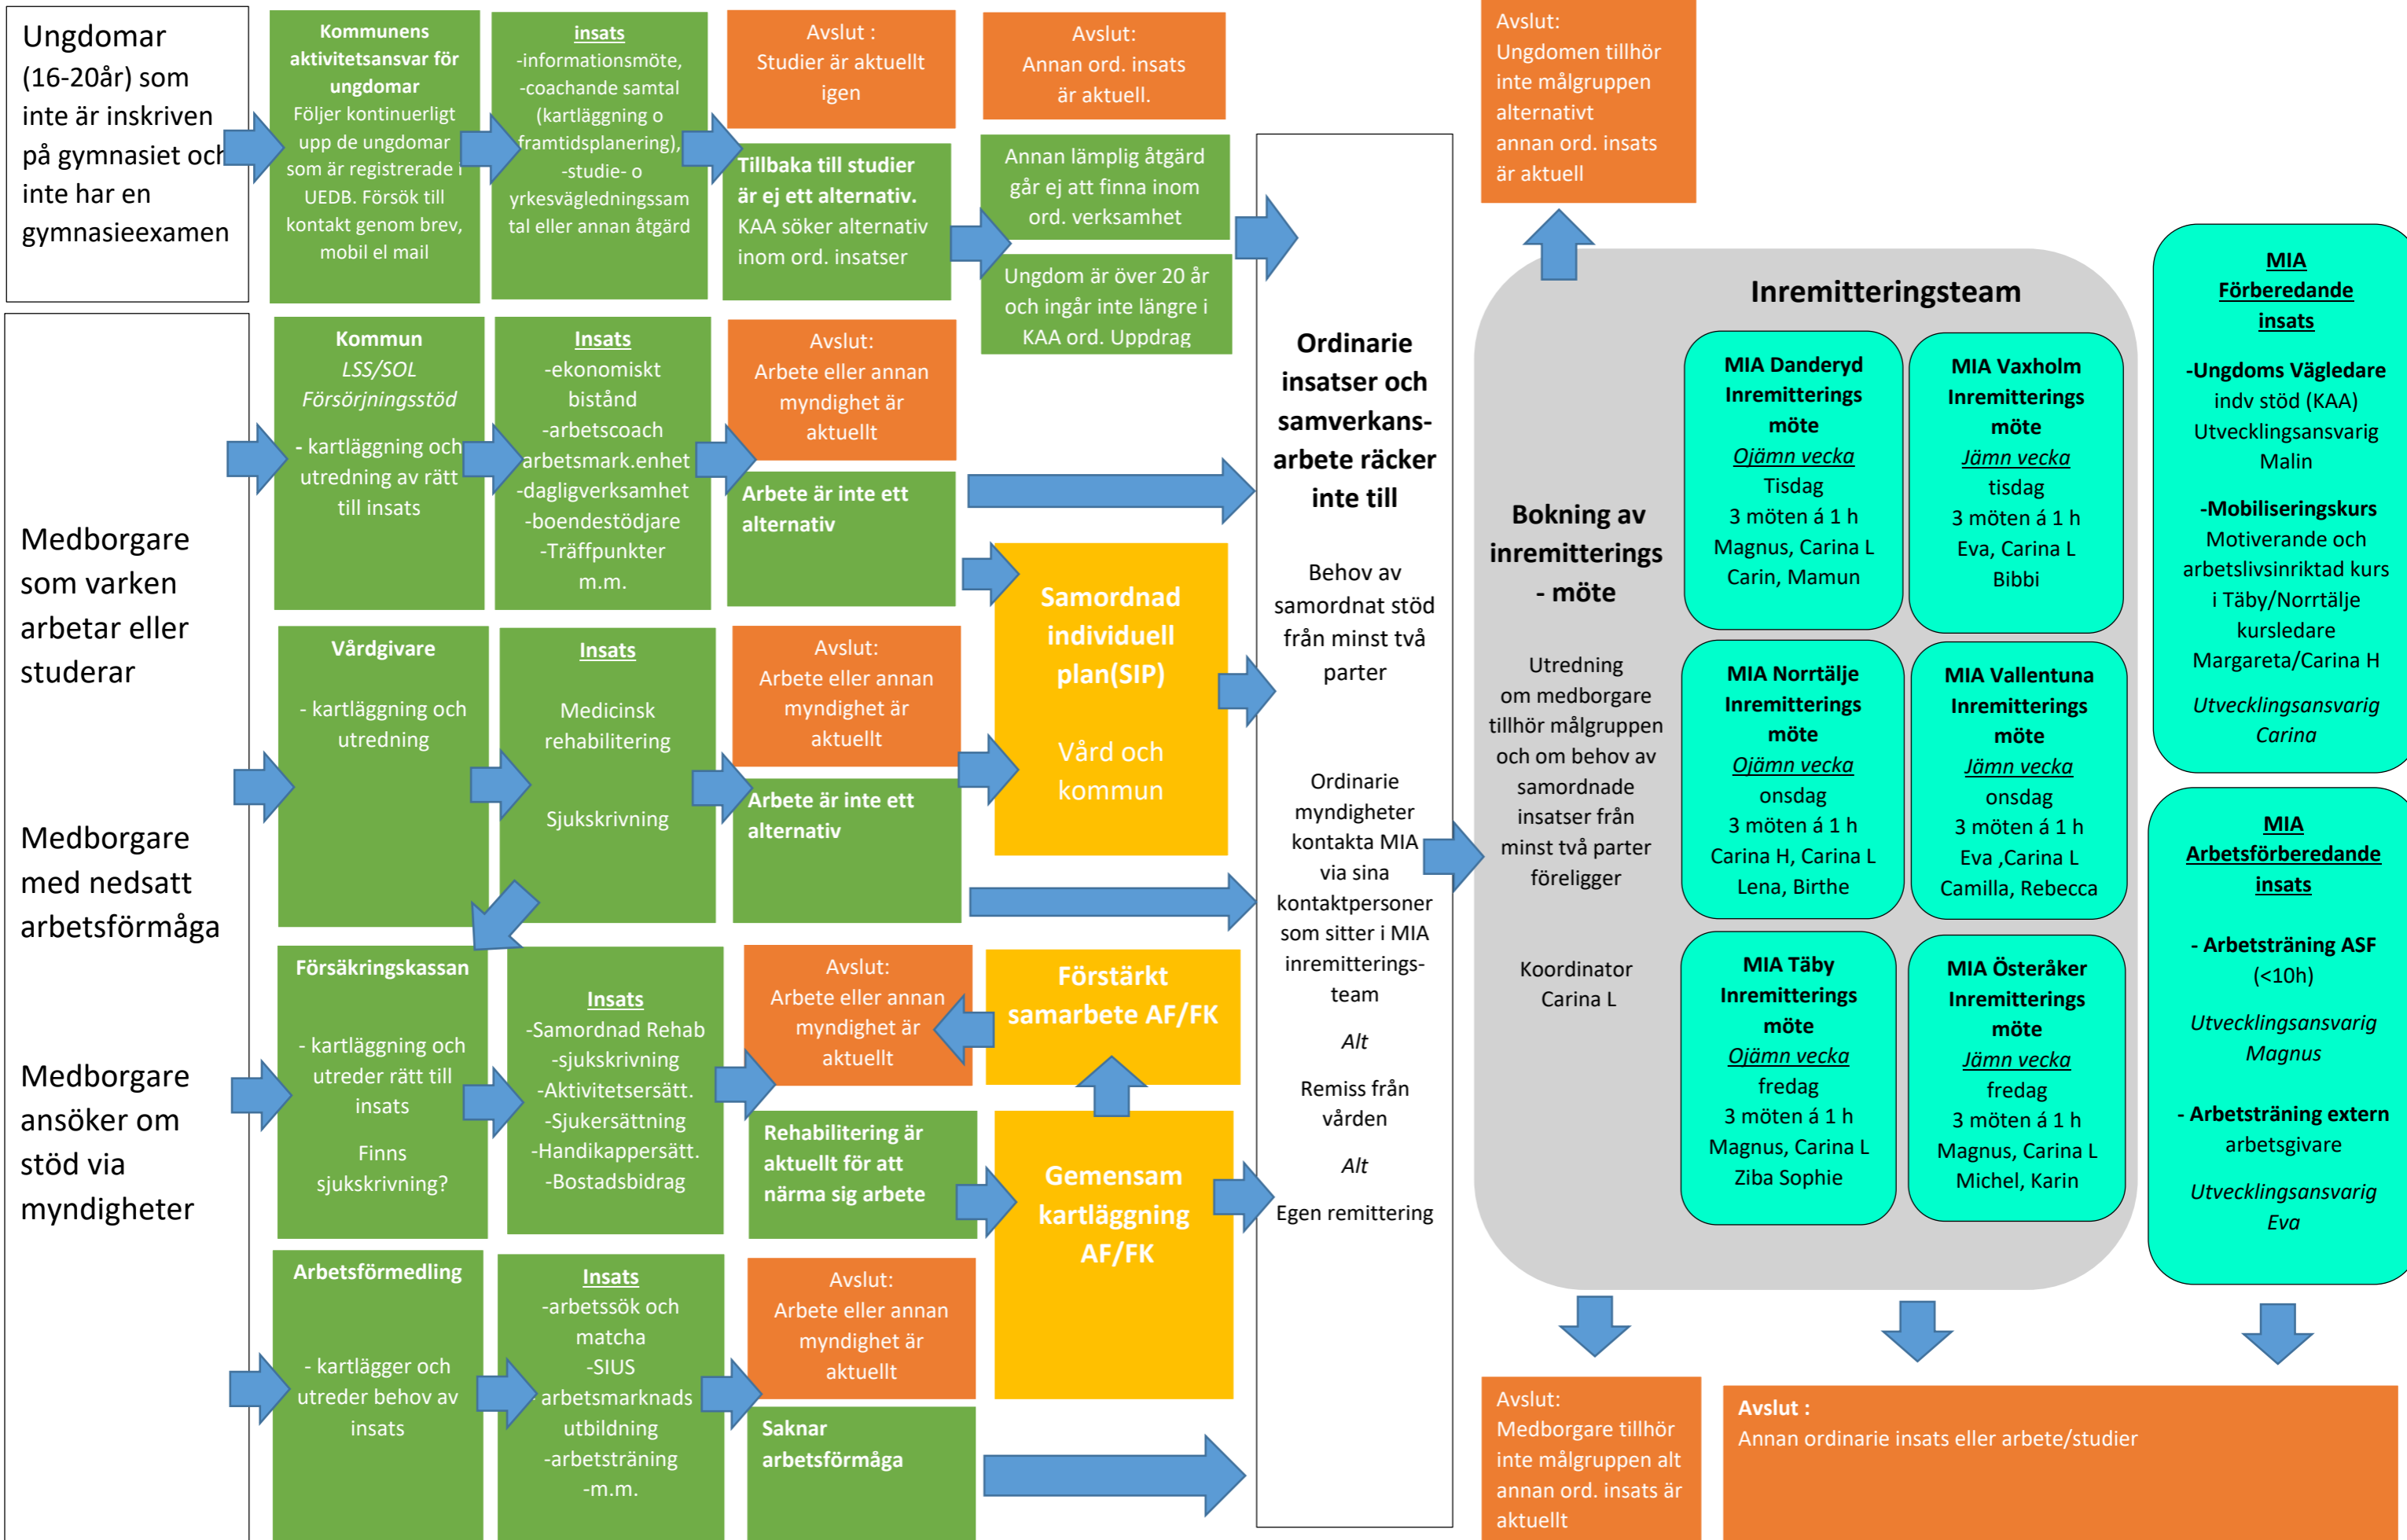 Ungdomar
(16-20år) som
inte är inskriven
på gymnasiet och
inte har en
gymnasieexamen
Kommunens
aktivitetsansvar för
ungdomar
Följer kontinuerligt
upp de ungdomar
som är registrerade i
UEDB. Försök till
kontakt genom brev,
mobil el mail
insats
-informationsmöte,
-coachande samtal
(kartläggning o
framtidsplanering),
-studie- o
yrkesvägledningssam
tal eller annan åtgärd
Avslut :
Studier är aktuellt
igen
Tillbaka till studier
är ej ett alternativ.
KAA söker alternativ
inom ord. insatser
Avslut:
Annan ord. insats
är aktuell.
Annan lämplig åtgärd
går ej att finna inom
ord. verksamhet
Ungdom är över 20 år
och ingår inte längre i
KAA ord. Uppdrag
Medborgare
som varken
arbetar eller
studerar
Medborgare
med nedsatt
arbetsförmåga
Medborgare
ansöker om
stöd via
myndigheter
Kommun
LSS/SOL
Försörjningsstöd
- kartläggning och
utredning av rätt
till insats
Insats
-ekonomiskt
bistånd
-arbetscoach
arbetsmark.enhet
-dagligverksamhet
-boendestödjare
-Träffpunkter
m.m.
Avslut:
Arbete eller annan
myndighet är
aktuellt
Arbete är inte ett
alternativ
Vårdgivare
- kartläggning och
utredning
Insats
Medicinsk
rehabilitering
Sjukskrivning
Avslut:
Arbete eller annan
myndighet är
aktuellt
Arbete är inte ett
alternativ
Samordnad
individuell
plan(SIP)
Vård och
kommun
Försäkringskassan
- kartläggning och
utreder rätt till
insats
Finns
sjukskrivning?
Insats
-Samordnad Rehab
-sjukskrivning
-Aktivitetsersätt.
-Sjukersättning
-Handikappersätt.
-Bostadsbidrag
Avslut:
Arbete eller annan
myndighet är
aktuellt
Rehabilitering är
aktuellt för att
närma sig arbete
Förstärkt
samarbete AF/FK
Gemensam
kartläggning
AF/FK
Arbetsförmedling
- kartlägger och
utreder behov av
insats
Insats
-arbetssök och
matcha
-SIUS
arbetsmarknads
utbildning
-arbetsträning
-m.m.
Avslut:
Arbete eller annan
myndighet är
aktuellt
Saknar
arbetsförmåga
Ordinarie
insatser och
samverkans-
arbete räcker
inte till
Behov av
samordnat stöd
från minst två
parter
Ordinarie
myndigheter
kontakta MIA
via sina
kontaktpersoner
som sitter i MIA
inremitterings-
team
Alt
Remiss från
vården
Alt
Egen remittering
Avslut:
Ungdomen tillhör
inte målgruppen
alternativt
annan ord. insats
är aktuell
Inremitteringsteam
Bokning av
inremitterings
- möte
Utredning
om medborgare
tillhör målgruppen
och om behov av
samordnade
insatser från
minst två parter
föreligger
Koordinator
Carina L
MIA Danderyd
Inremitterings
möte
Ojämn vecka
Tisdag
3 möten á 1 h
Magnus, Carina L
Carin, Mamun
MIA Vaxholm
Inremitterings
möte
Jämn vecka
tisdag
3 möten á 1 h
Eva, Carina L
Bibbi
MIA Norrtälje
Inremitterings
möte
Ojämn vecka
onsdag
3 möten á 1 h
Carina H, Carina L
Lena, Birthe
MIA Vallentuna
Inremitterings
möte
Jämn vecka
onsdag
3 möten á 1 h
Eva ,Carina L
Camilla, Rebecca
MIA Täby
Inremitterings
möte
Ojämn vecka
fredag
3 möten á 1 h
Magnus, Carina L
Ziba Sophie
MIA Österåker
Inremitterings
möte
Jämn vecka
fredag
3 möten á 1 h
Magnus, Carina L
Michel, Karin
MIA
Förberedande
insats
-Ungdoms Vägledare
indv stöd (KAA)
Utvecklingsansvarig
Malin
-Mobiliseringskurs
Motiverande och
arbetslivsinriktad kurs
i Täby/Norrtälje
kursledare
Margareta/Carina H
Utvecklingsansvarig
Carina
MIA
Arbetsförberedande
insats
- Arbetsträning ASF
(<10h)
Utvecklingsansvarig
Magnus
- Arbetsträning extern
arbetsgivare
Utvecklingsansvarig
Eva
Avslut:
Medborgare tillhör
inte målgruppen alt
annan ord. insats är
aktuellt
Avslut :
Annan ordinarie insats eller arbete/studier